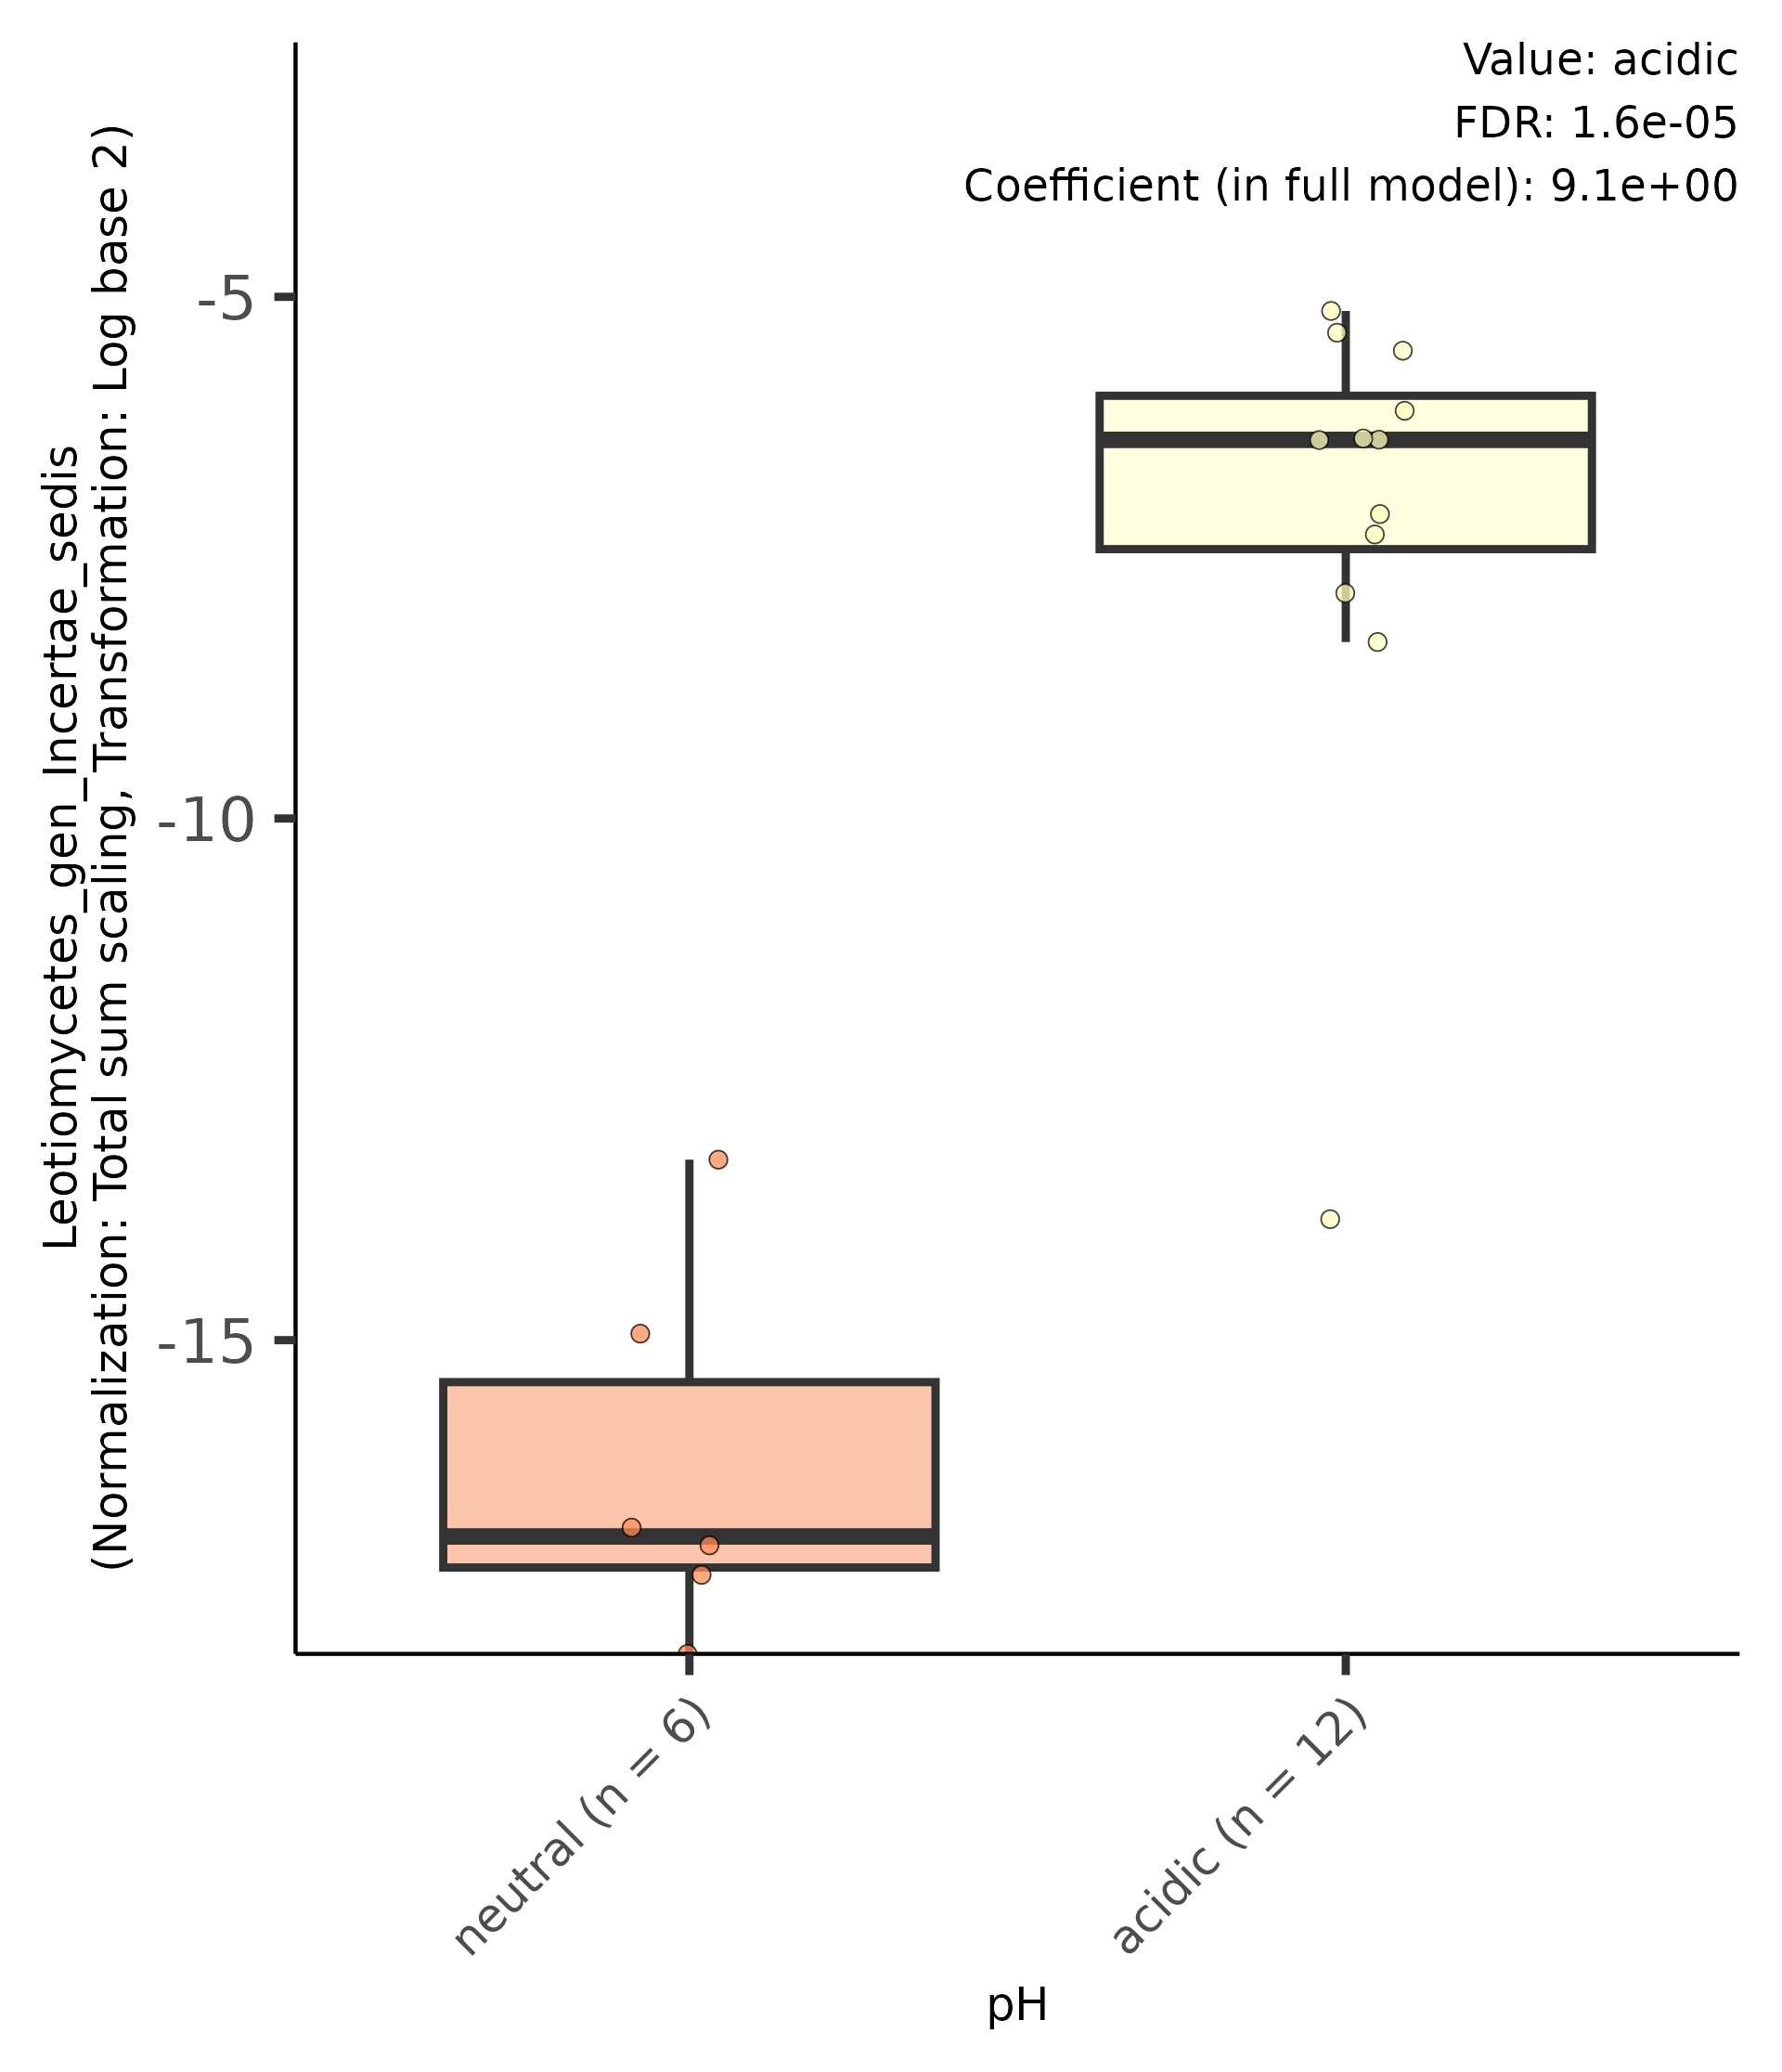 Value: acidic
FDR: 1.6e-05
Coefficient (in full model): 9.1e+00
Leotiomycetes_gen_Incertae_sedis
(Normalization: Total sum scaling, Transformation: Log base 2)
-5
-10
-15
neutral (n = 6)
acidic (n = 12)
pH